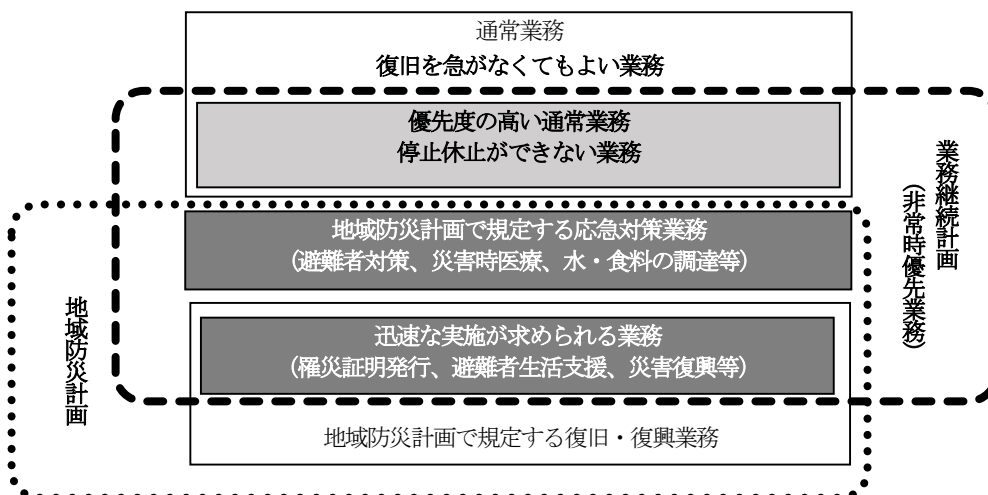 通常業務
復旧を急がなくてもよい業務
優先度の高い通常業務
停止休止ができない業務
地域防災計画で規定する応急対策業務
（避難者対策、災害時医療、水・食料の調達等）
迅速な実施が求められる業務
（罹災証明発行、避難者生活支援、災害復興等）
地域防災計画で規定する復旧・復興業務
業務継続計画
（非常時優先業務）
地域防災計画